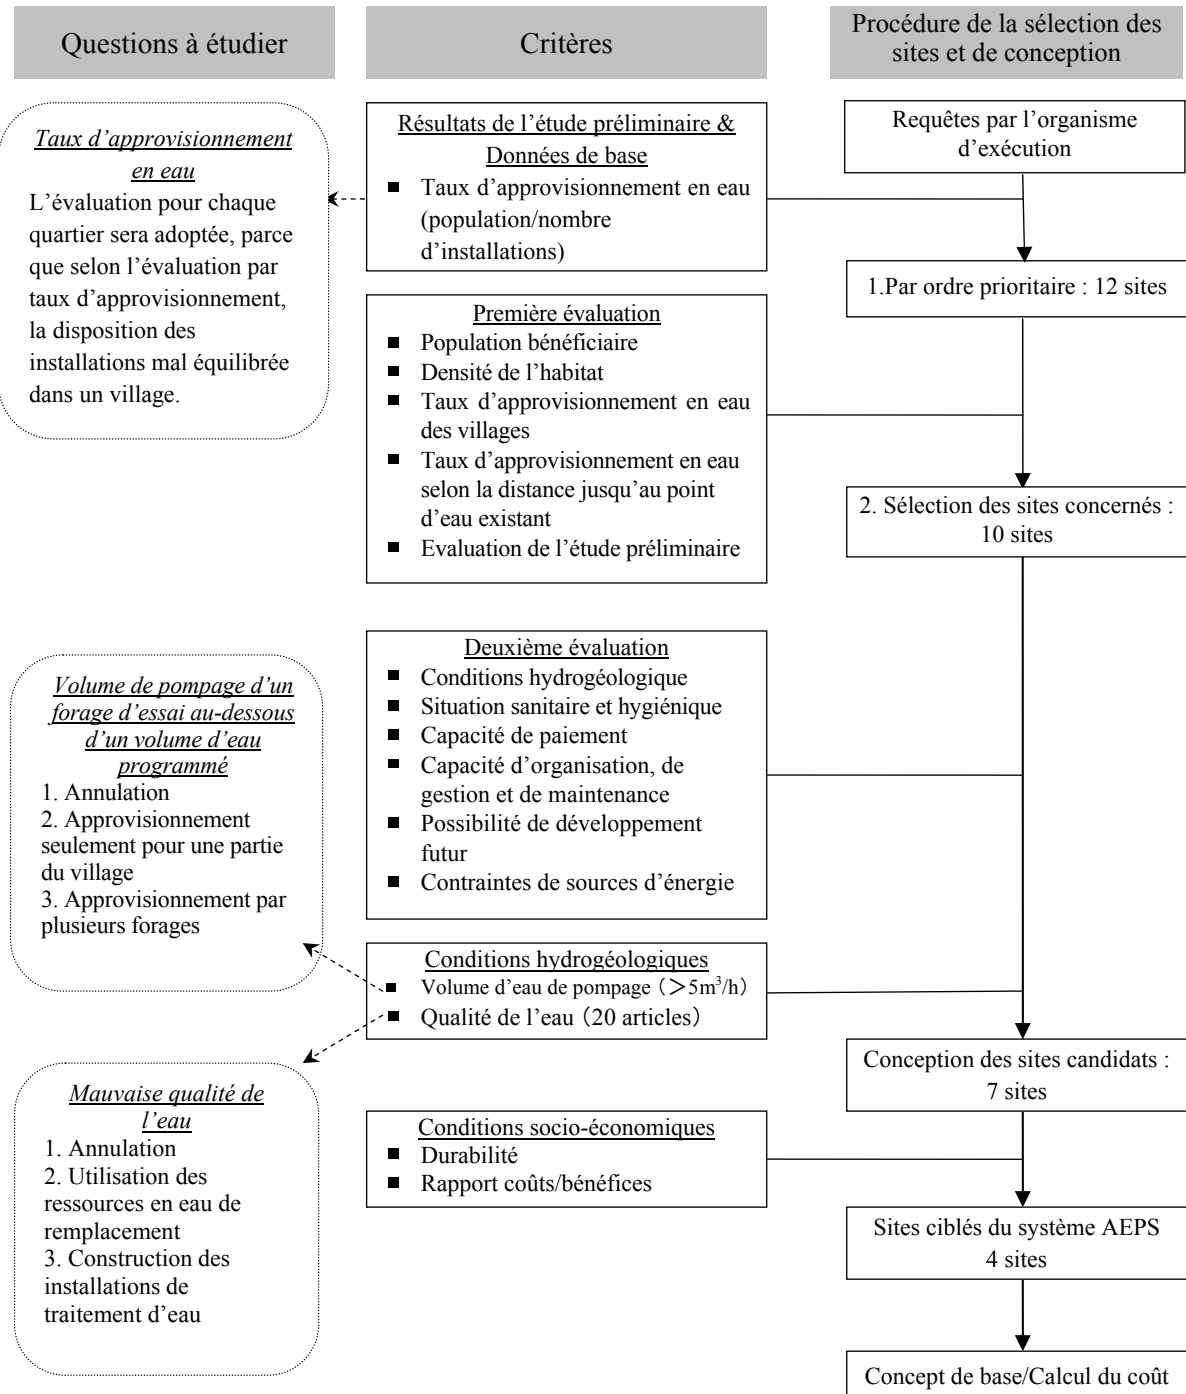 Questions à étudier
Critères
Procédure de la sélection des
sites et de conception
Taux d’approvisionnement
en eau
L’évaluation pour chaque
quartier sera adoptée, parce
que selon l’évaluation par
taux d’approvisionnement,
la disposition des
installations mal équilibrée
dans un village.
Résultats de l’étude préliminaire &
Données de base
■ Taux d’approvisionnement en eau
(population/nombre
d’installations)
Requêtes par l’organisme
d’exécution
1.Par ordre prioritaire : 12 sites
Première évaluation
■ Population bénéficiaire
■ Densité de l’habitat
■ Taux d’approvisionnement en eau
des villages
■ Taux d’approvisionnement en eau
selon la distance jusqu’au point
d’eau existant
■ Evaluation de l’étude préliminaire
2. Sélection des sites concernés :
10 sites
Deuxième évaluation
■ Conditions hydrogéologique
■ Situation sanitaire et hygiénique
■ Capacité de paiement
■ Capacité d’organisation, de
gestion et de maintenance
■ Possibilité de développement
futur
■ Contraintes de sources d’énergie
Volume de pompage d’un
forage d’essai au-dessous
d’un volume d’eau
programmé
1. Annulation
2. Approvisionnement
seulement pour une partie
du village
3. Approvisionnement par
plusieurs forages
Conditions hydrogéologiques
■ Volume d’eau de pompage（＞5m³/h）
■ Qualité de l’eau（20 articles）
Conception des sites candidats :
7 sites
Mauvaise qualité de
l’eau
1. Annulation
2. Utilisation des
ressources en eau de
remplacement
3. Construction des
installations de
traitement d’eau
Conditions socio-économiques
■ Durabilité
■ Rapport coûts/bénéfices
Sites ciblés du système AEPS
4 sites
Concept de base/Calcul du coût